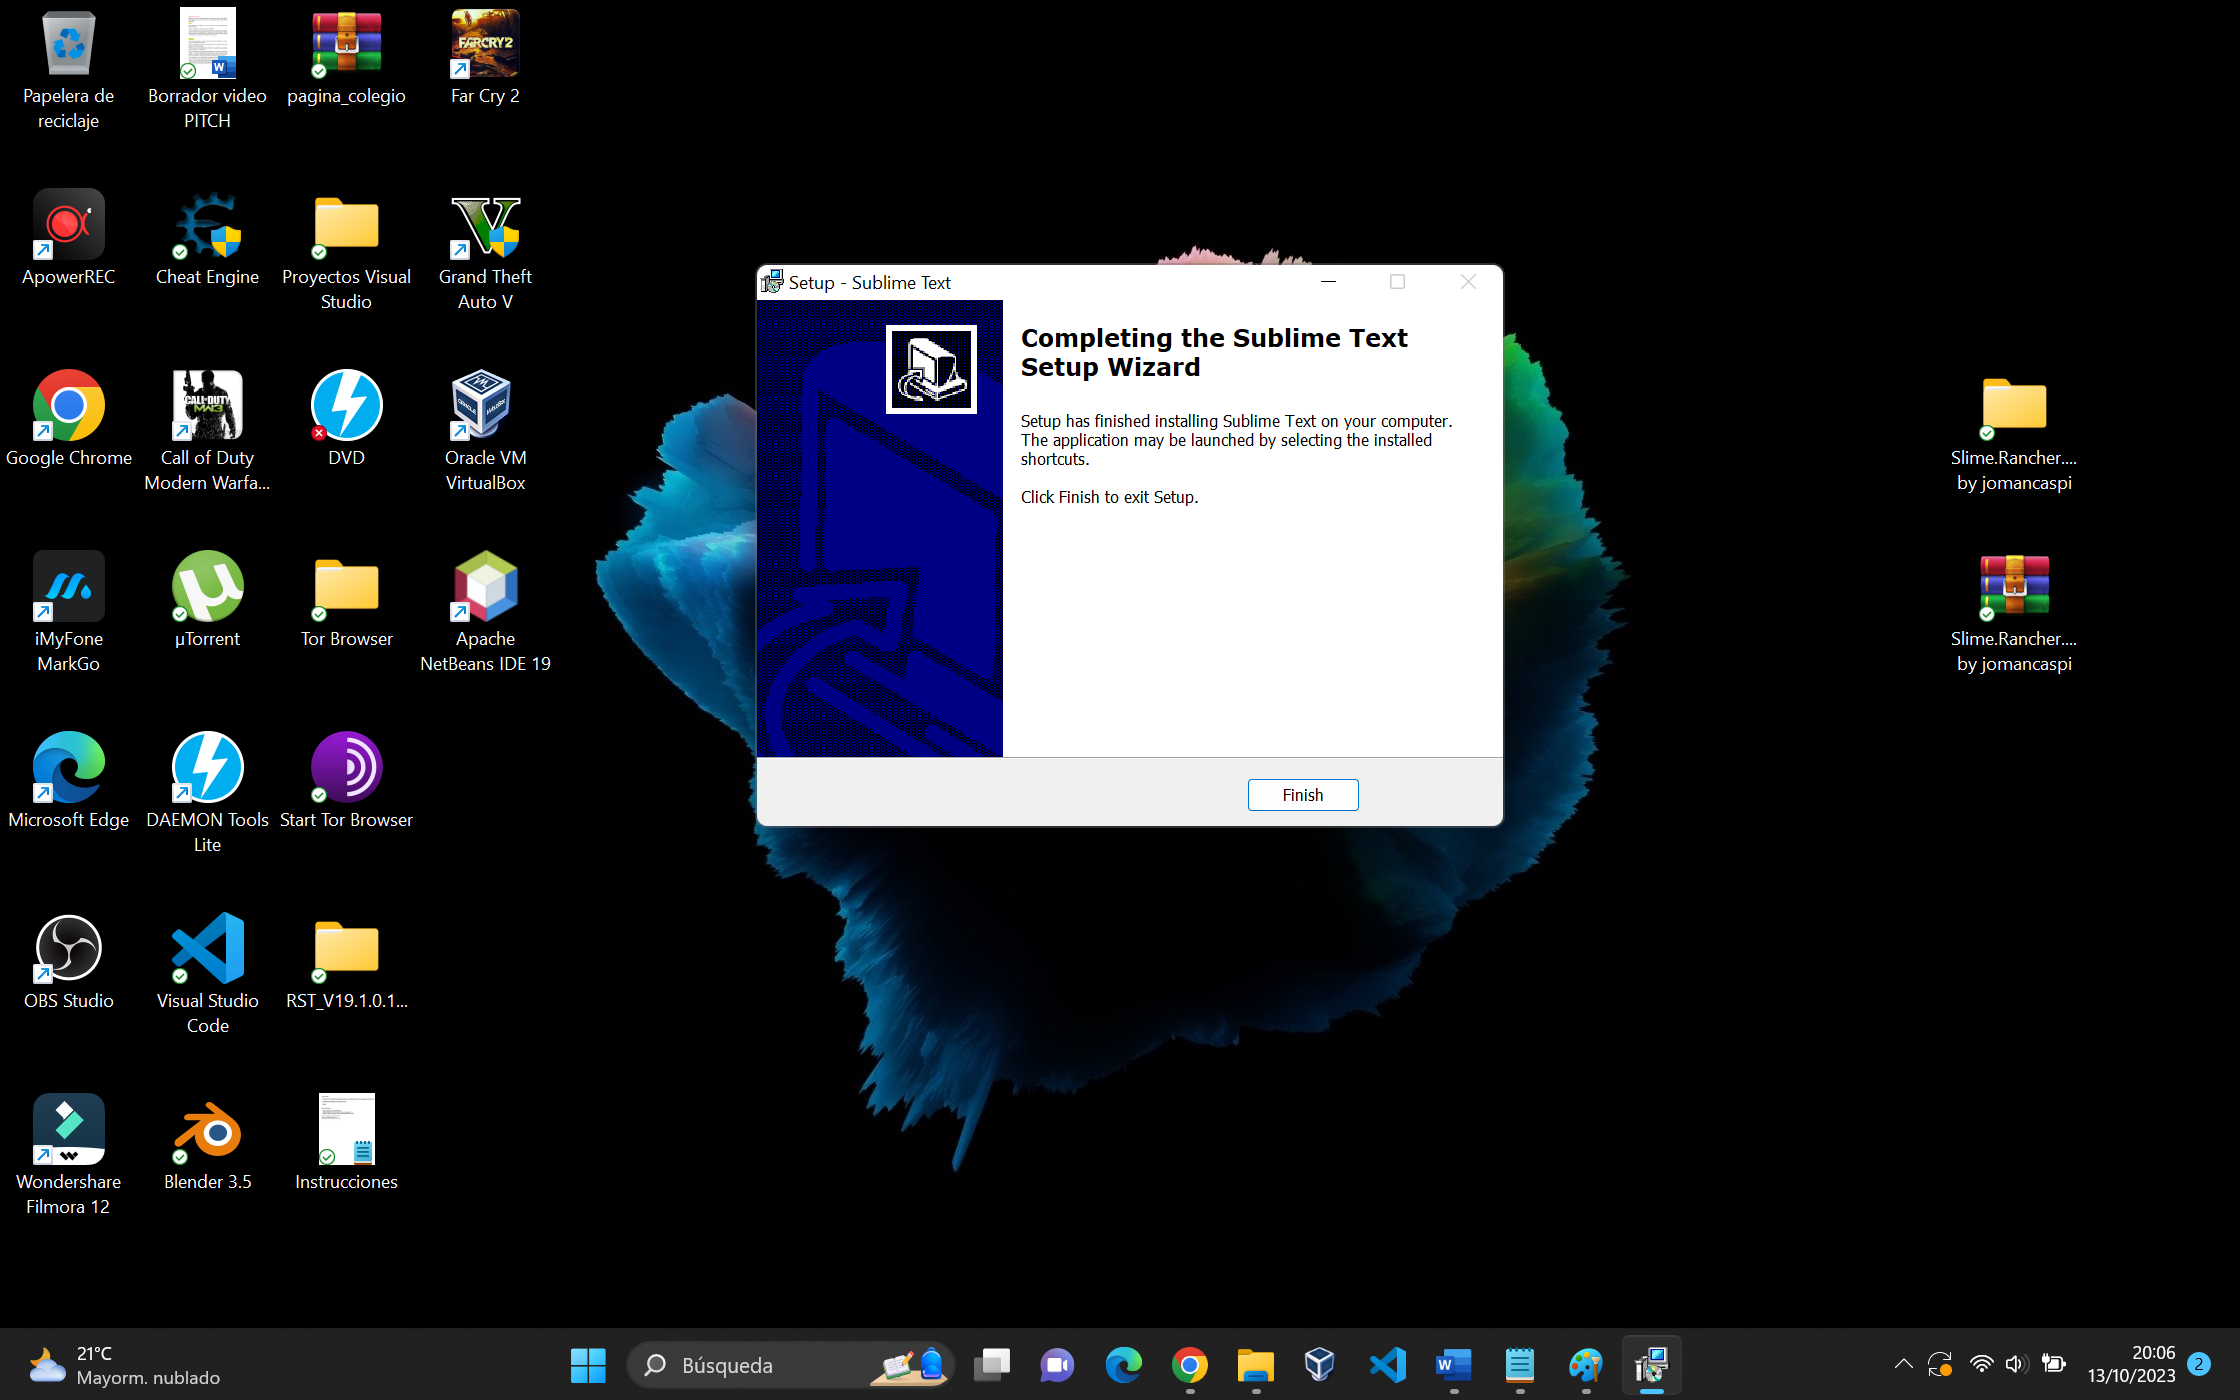 Papelera de
reciclaje
Borrador video
PITCH
pagina_colegio
FARCRY2
Far Cry 2
ApowerREC
Cheat Engine
Proyectos Visual
Studio
Grand Theft
Auto V
Google Chrome
CALL OF DUTY
MW3
Call of Duty
Modern Warfa...
DVD
Oracle VM
VirtualBox
iMyFone
MarkGo
µTorrent
Tor Browser
Apache
NetBeans IDE 19
Microsoft Edge
DAEMON Tools
Lite
Start Tor Browser
OBS Studio
Visual Studio
Code
RST_V19.1.0.1...
Wondershare
Filmora 12
Blender 3.5
Instrucciones
Setup - Sublime Text
Completing the Sublime Text
Setup Wizard
Setup has finished installing Sublime Text on your computer.
The application may be launched by selecting the installed
shortcuts.
Click Finish to exit Setup.
Finish
Slime.Rancher....
by jomancaspi
Slime.Rancher....
by jomancaspi
21°C
Mayorm. nublado
Búsqueda
20:06
13/10/2023
2